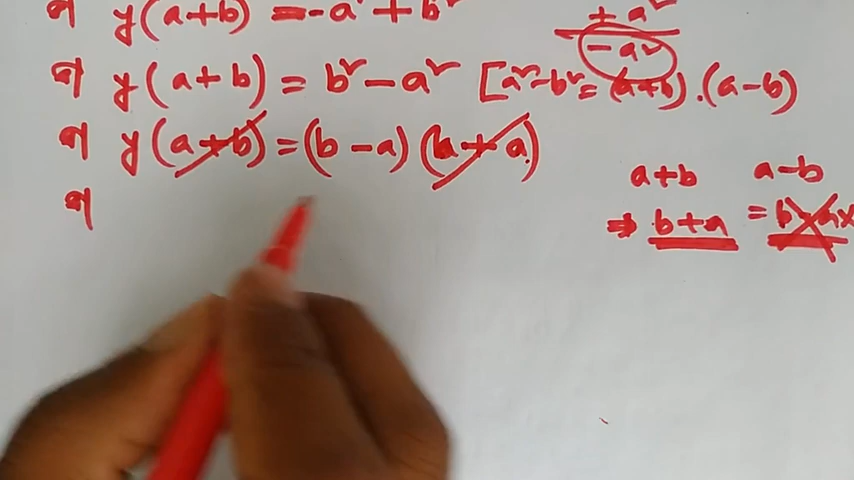 বা y(a+b) = -a² + b²
+ a²
- a²
বা y(a+b) = b² - a² [a² - b² = (a+b).(a-b)
বা y(a+b) = (b-a)(b+a)
a+b a-b
⇒ b+a = b-a×
বা